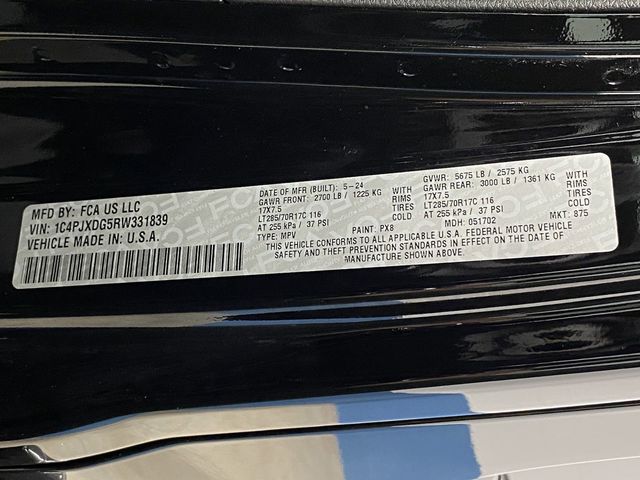 MFD BY: FCA US LLC
VIN: 1C4PJXDG5RW331839
VEHICLE MADE IN: U.S.A.
DATE OF MFR (BUILT): 5-24
GAWR FRONT: 2700 LB / 1225 KG
17X7.5 RIMS
LT285/70R17C 116 TIRES
AT 255 kPa / 37 PSI COLD
TYPE: MPV PAINT: PX8
GVWR: 5675 LB / 2575 KG
GAWR REAR: 3000 LB / 1361 KG
17X7.5 RIMS
LT285/70R17C 116 TIRES
AT 255 kPa / 37 PSI COLD
MDH: 051702 MKT: 875
THIS VEHICLE CONFORMS TO ALL APPLICABLE U.S.A. FEDERAL MOTOR VEHICLE
SAFETY AND THEFT PREVENTION STANDARDS IN EFFECT ON THE DATE OF
MANUFACTURE SHOWN ABOVE.